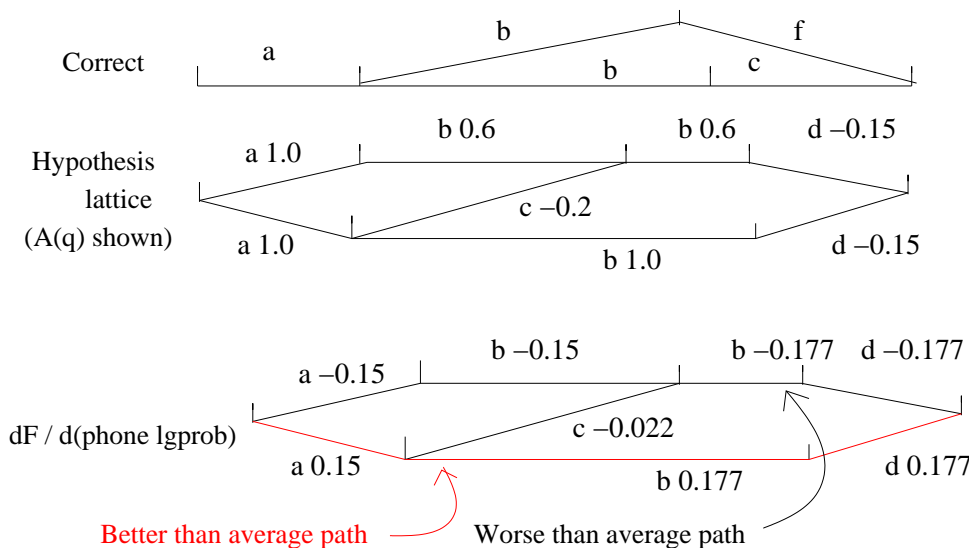 b
f
a
Correct
b
c
b 0.6
b 0.6
d −0.15
a 1.0
Hypothesis
lattice
c −0.2
(A(q) shown)
a 1.0
b 1.0
d −0.15
b −0.15
b −0.177
d −0.177
a −0.15
dF / d(phone lgprob)
c −0.022
a 0.15
b 0.177
d 0.177
Better than average path
Worse than average path